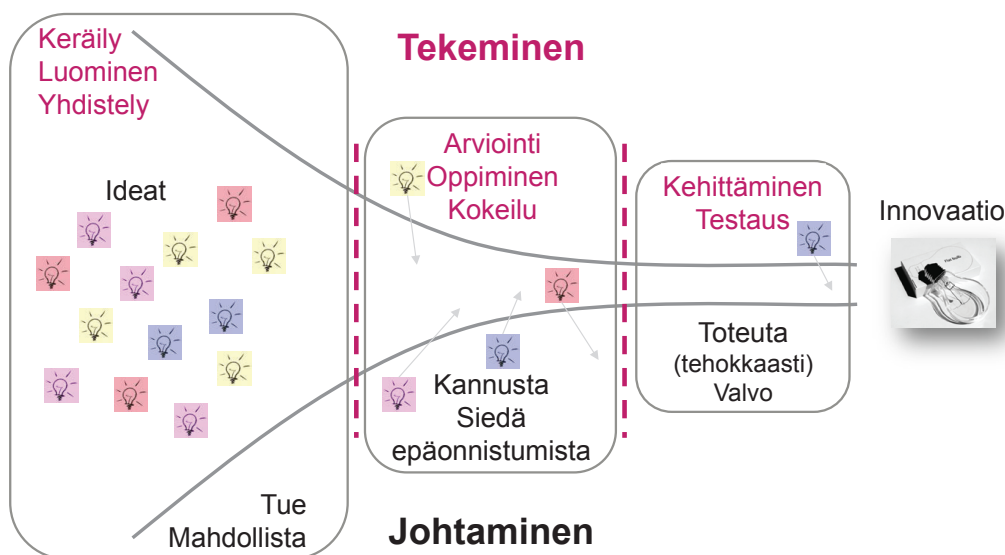 Keräily
Luominen
Yhdistely
Tekeminen
Ideat
Arviointi
Oppiminen
Kokeilu
Kehittäminen
Testaus
Innovaatio
Kannusta
Siedä
epäonnistumista
Toteuta
(tehokkaasti)
Valvo
Tue
Mahdollista
Johtaminen